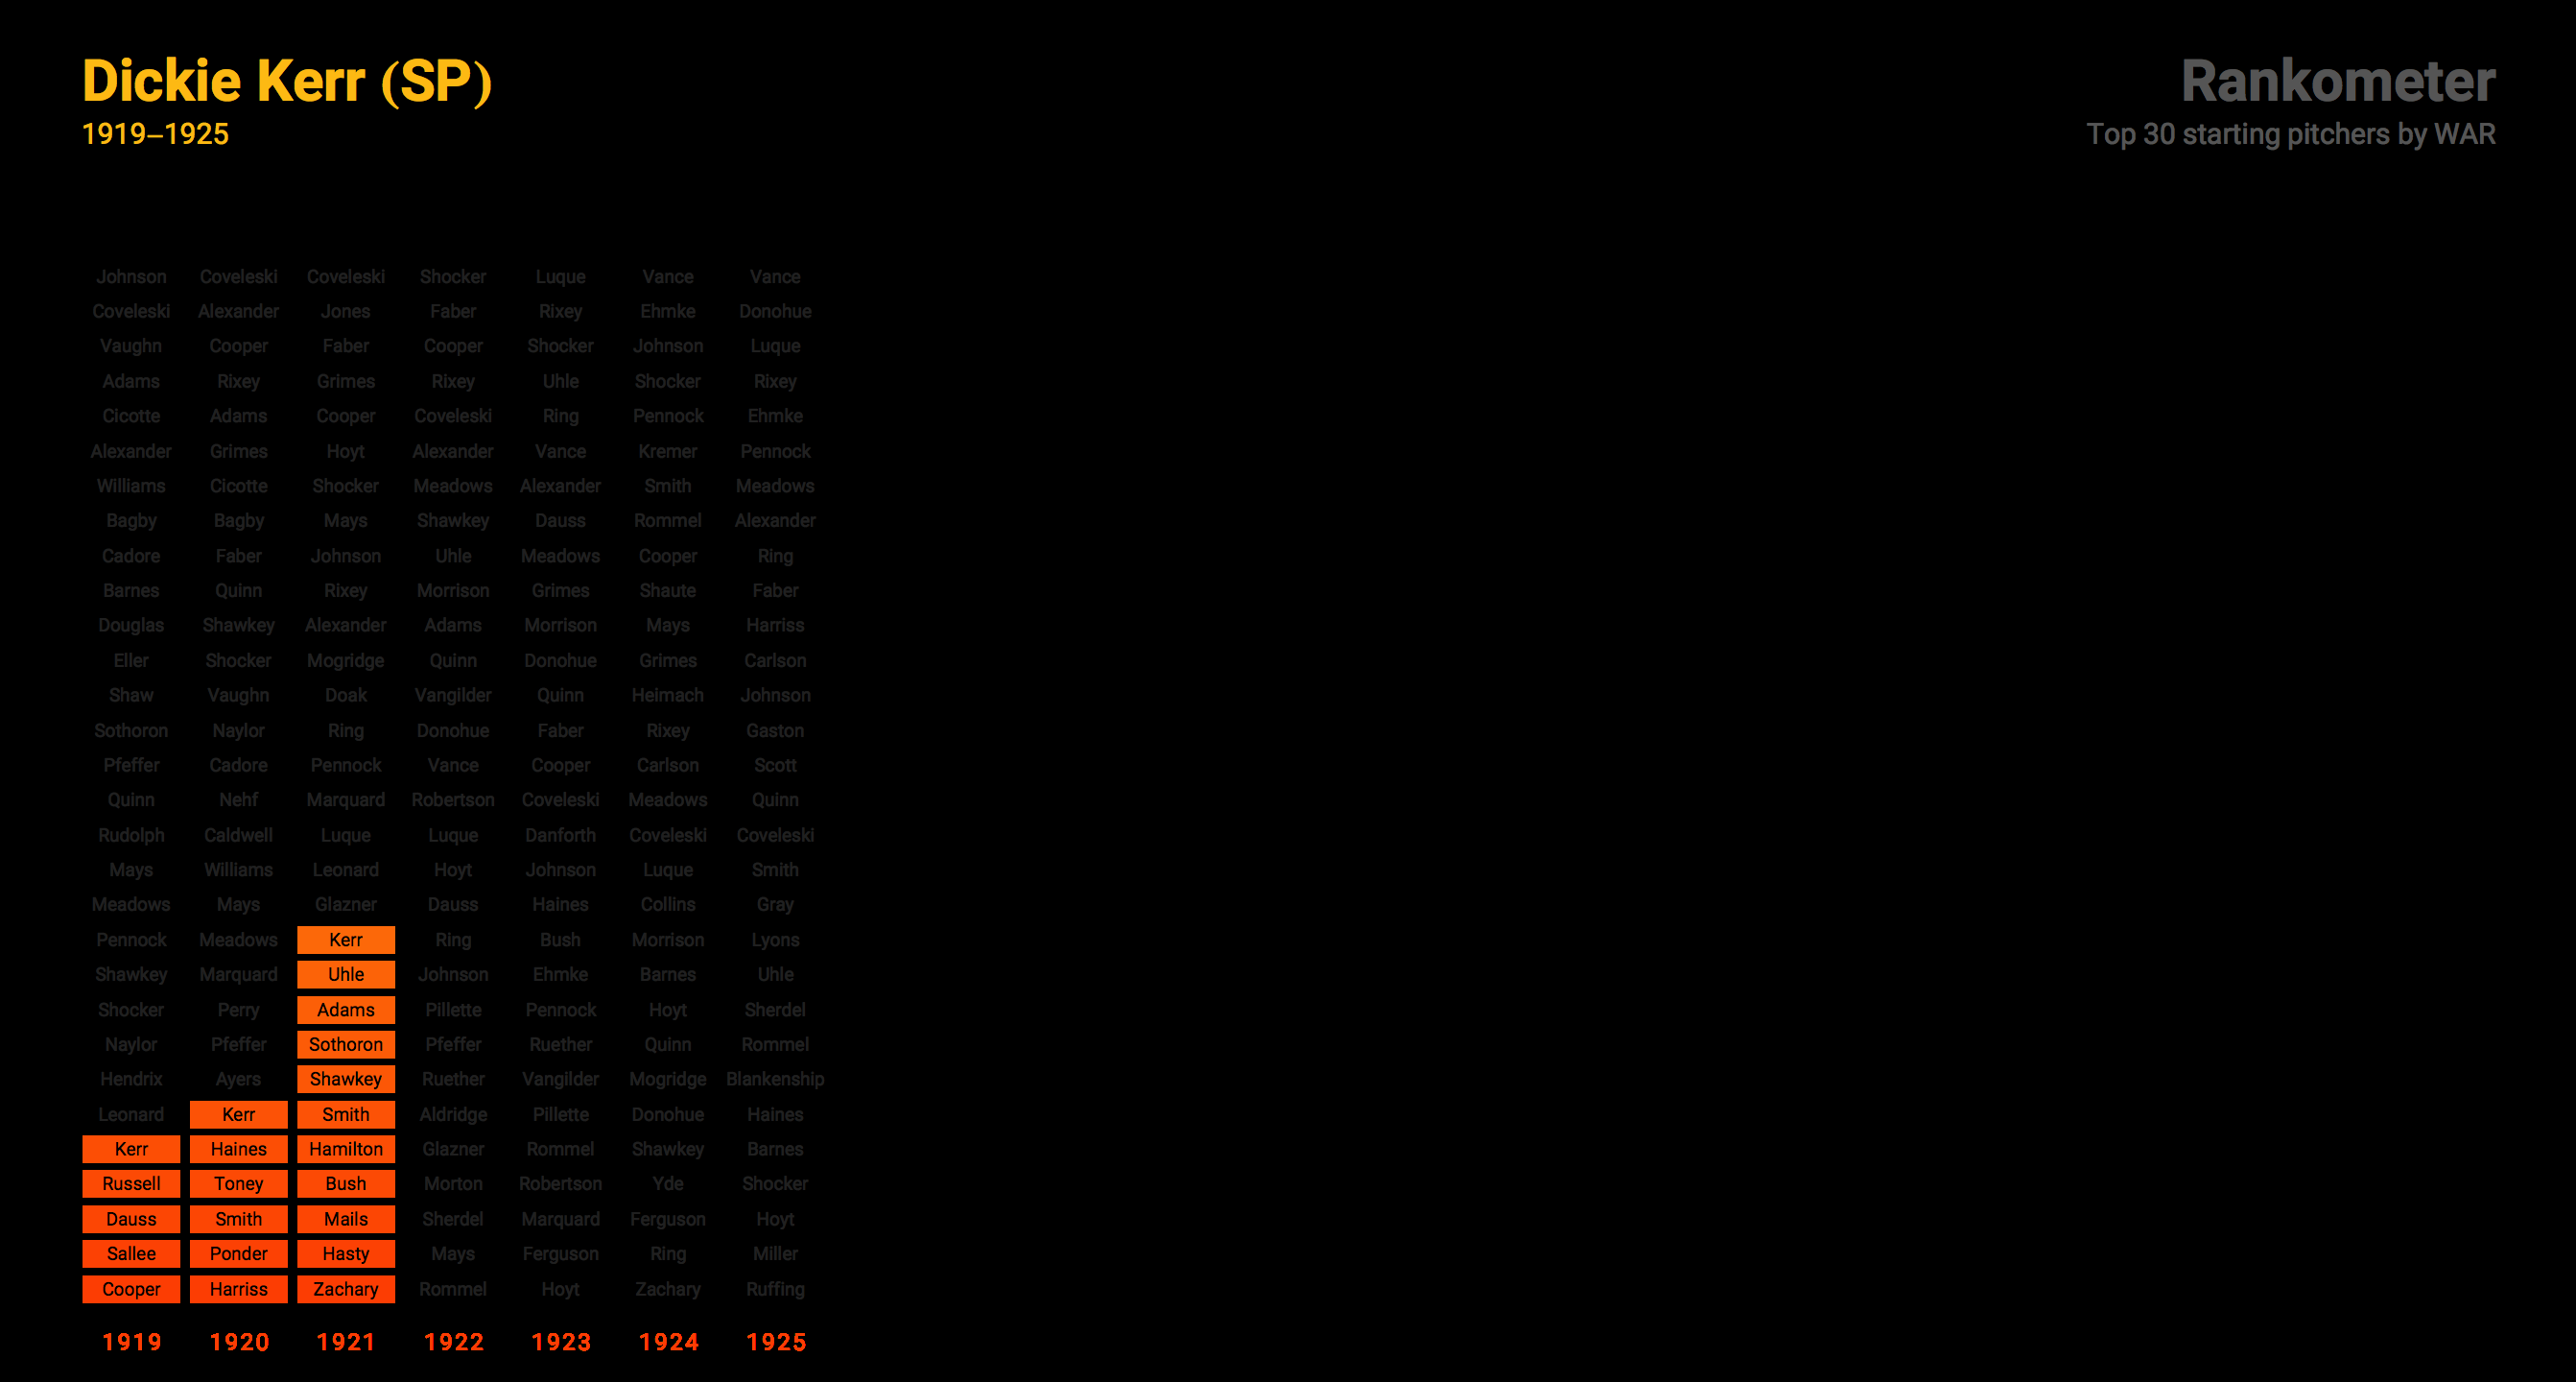 Dickie Kerr (SP)
1919–1925
Rankometer
Top 30 starting pitchers by WAR
Johnson Coveleski Coveleski Shocker Luque Vance Vance
Coveleski Alexander Jones Faber Rixey Ehmke Donohue
Vaughn Cooper Faber Cooper Shocker Johnson Luque
Adams Rixey Grimes Rixey Uhle Shocker Rixey
Cicotte Adams Cooper Coveleski Ring Pennock Ehmke
Alexander Grimes Hoyt Alexander Vance Kremer Pennock
Williams Cicotte Shocker Meadows Alexander Smith Meadows
Bagby Bagby Mays Shawkey Dauss Rommel Alexander
Cadore Faber Johnson Uhle Meadows Cooper Ring
Barnes Quinn Rixey Morrison Grimes Shaute Faber
Douglas Shawkey Alexander Adams Morrison Mays Harriss
Eller Shocker Mogridge Quinn Donohue Grimes Carlson
Shaw Vaughn Doak Vangilder Quinn Heimach Johnson
Sothoron Naylor Ring Donohue Faber Rixey Gaston
Pfeffer Cadore Pennock Vance Cooper Carlson Scott
Quinn Nehf Marquard Robertson Coveleski Meadows Quinn
Rudolph Caldwell Luque Luque Danforth Coveleski Coveleski
Mays Williams Leonard Hoyt Johnson Luque Smith
Meadows Mays Glazner Dauss Haines Collins Gray
Pennock Meadows Kerr Ring Bush Morrison Lyons
Shawkey Marquard Uhle Johnson Ehmke Barnes Uhle
Shocker Perry Adams Pillette Pennock Hoyt Sherdel
Naylor Pfeffer Sothoron Pfeffer Ruether Quinn Rommel
Hendrix Ayers Shawkey Ruether Vangilder Mogridge Blankenship
Leonard Kerr Smith Aldridge Pillette Donohue Haines
Kerr Haines Hamilton Glazner Rommel Shawkey Barnes
Russell Toney Bush Morton Robertson Yde Shocker
Dauss Smith Mails Sherdel Marquard Ferguson Hoyt
Sallee Ponder Hasty Mays Ferguson Ring Miller
Cooper Harriss Zachary Rommel Hoyt Zachary Ruffing
1919 1920 1921 1922 1923 1924 1925